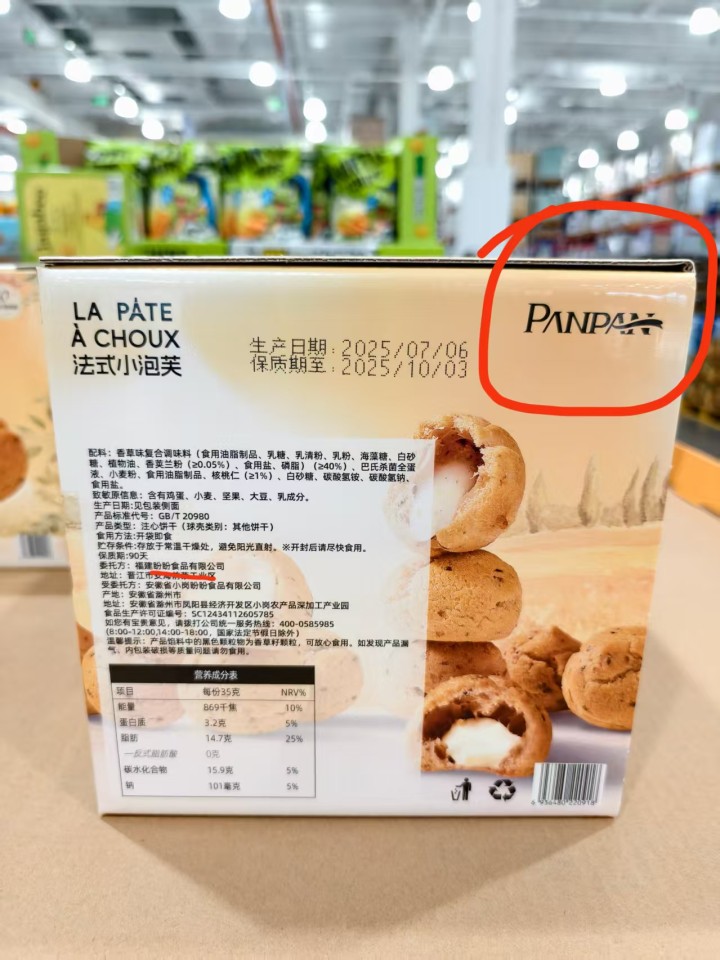 LA PÂTE
À CHOUX
法式小泡芙
生产日期:2025/07/06
保质期至:2025/10/03
PANPAN
配料:香草味复合调味料(食用油脂制品、乳糖、乳清粉、乳粉、海藻糖、白砂
糖、植物油、香荚兰粉(≥0.05%)、食用盐、磷脂)(≥40%)、巴氏杀菌全蛋
液、小麦粉、食用油脂制品、核桃仁(≥1%)、白砂糖、碳酸氢铵、碳酸氢钠、
食用盐。
致敏原信息:含有鸡蛋、小麦、坚果、大豆、乳成分。
生产日期:见包装侧面
产品标准代号:GB/T 20980
产品类型:注心饼干(球壳类别:其他饼干)
食用方法:开袋即食
贮存条件:存放于常温干燥处,避免阳光直射。※开封后请尽快食用。
保质期:90天
委托方:福建盼盼食品有限公司
地址:晋江市安海前蔡工业区
受委托方:安徽省小岗盼盼食品有限公司
产地:安徽省滁州市
地址:安徽省滁州市凤阳县经济开发区小岗农产品深加工产业园
食品生产许可证编号:SC12434112605785
如您有宝贵意见,请拨打公司统一服务热线:400-0585985
(8:00-12:00,14:00-18:00,国家法定节假日除外)
温馨提示:产品馅料中的黑色颗粒物为香草籽颗粒,可放心食用。如发现产品漏
气、内包装破损等质量问题请勿食用。
营养成分表
项目 每份35克 NRV%
能量 869千焦 10%
蛋白质 3.2克 5%
脂肪 14.7克 25%
—反式脂肪酸 0克
碳水化合物 15.9克 5%
钠 101毫克 5%
6 936480 220918